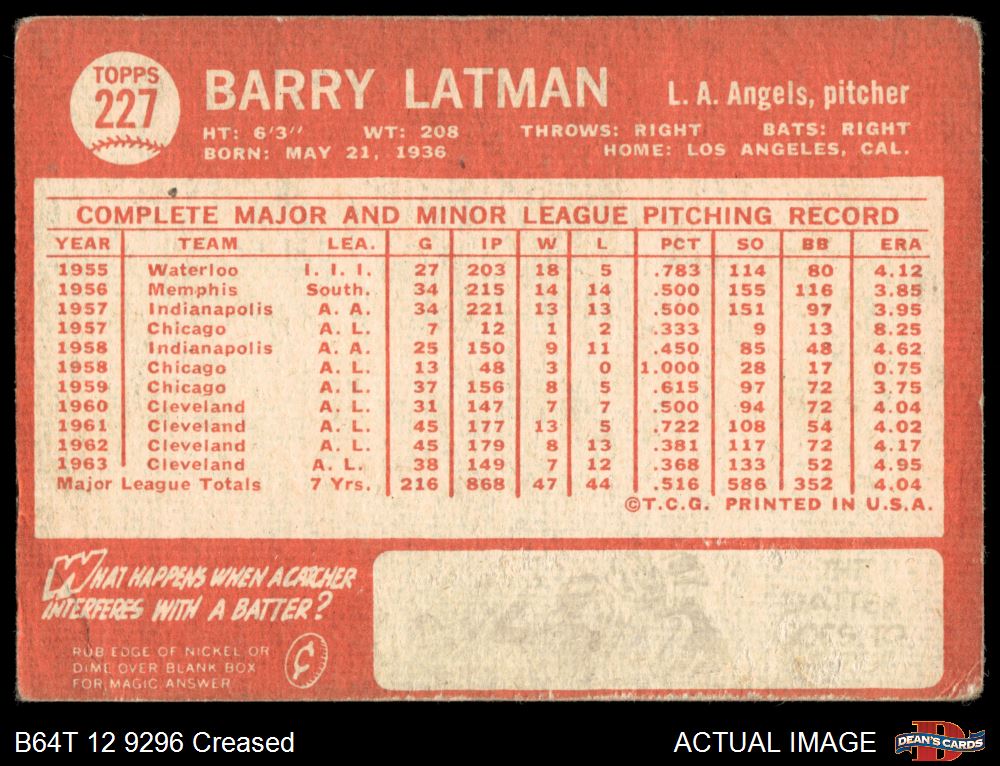 TOPPS
227
BARRY LATMAN
L. A. Angels, pitcher
HT: 6'3" WT: 208 THROWS: RIGHT BATS: RIGHT
BORN: MAY 21, 1936 HOME: LOS ANGELES, CAL.
COMPLETE MAJOR AND MINOR LEAGUE PITCHING RECORD
YEAR TEAM LEA. G IP W L PCT SO BB ERA
1955 Waterloo I. I. I. 27 203 18 5 .783 114 80 4.12
1956 Memphis South. 34 215 14 14 .500 155 116 3.85
1957 Indianapolis A. A. 34 221 13 13 .500 151 97 3.95
1957 Chicago A. L. 7 12 1 2 .333 9 13 8.25
1958 Indianapolis A. A. 25 150 9 11 .450 85 48 4.62
1958 Chicago A. L. 13 48 3 0 1.000 28 17 0.75
1959 Chicago A. L. 37 156 8 5 .615 97 72 3.75
1960 Cleveland A. L. 31 147 7 7 .500 94 72 4.04
1961 Cleveland A. L. 45 177 13 5 .722 108 54 4.02
1962 Cleveland A. L. 45 179 8 13 .381 117 72 4.17
1963 Cleveland A. L. 38 149 7 12 .368 133 52 4.95
Major League Totals 7 Yrs. 216 868 47 44 .516 586 352 4.04
©T.C.G. PRINTED IN U.S.A.
WHAT HAPPENS WHEN A CATCHER
INTERFERES WITH A BATTER?
RUB EDGE OF NICKEL OR
DIME OVER BLANK BOX
FOR MAGIC ANSWER
B64T 12 9296 Creased
ACTUAL IMAGE
DEAN'S CARDS